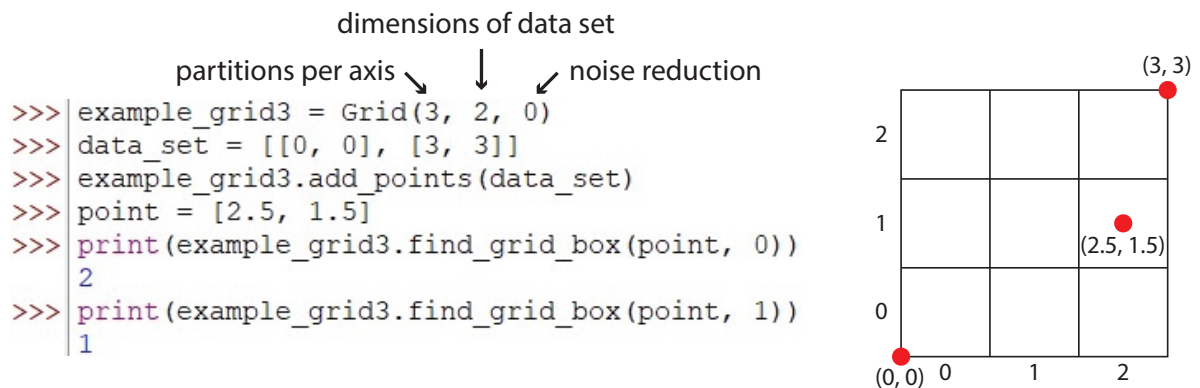 dimensions of data set
partitions per axis
noise reduction
>>> example_grid3 = Grid(3, 2, 0)
>>> data_set = [[0, 0], [3, 3]]
>>> example_grid3.add_points(data_set)
>>> point = [2.5, 1.5]
>>> print(example_grid3.find_grid_box(point, 0))
2
>>> print(example_grid3.find_grid_box(point, 1))
1
(3, 3)
2
1
(2.5, 1.5)
0
(0, 0) 0 1 2